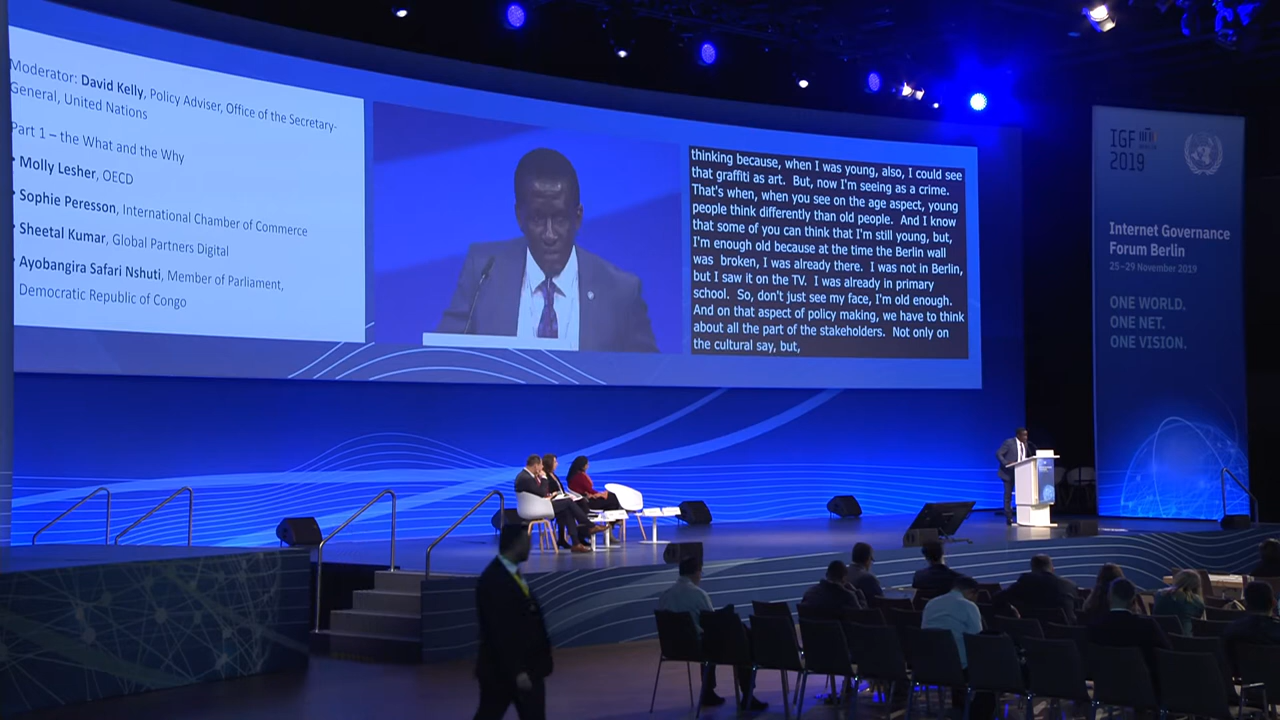 Moderator: David Kelly, Policy Adviser, Office of the Secretary-
General, United Nations
Part 1 – the What and the Why
• Molly Lesher, OECD
• Sophie Peresson, International Chamber of Commerce
• Sheetal Kumar, Global Partners Digital
• Ayobangira Safari Nshuti, Member of Parliament,
Democratic Republic of Congo
thinking because, when I was young, also, I could see
that graffiti as art. But, now I'm seeing as a crime.
That's when, when you see on the age aspect, young
people think differently than old people. And I know
that some of you can think that I'm still young, but,
I'm enough old because at the time the Berlin wall
was broken, I was already there. I was not in Berlin,
but I saw it on the TV. I was already in primary
school. So, don't just see my face, I'm old enough.
And on that aspect of policy making, we have to think
about all the part of the stakeholders. Not only on
the cultural say, but,
IGF
2019
Internet Governance
Forum Berlin
25–29 November 2019
ONE WORLD.
ONE NET.
ONE VISION.